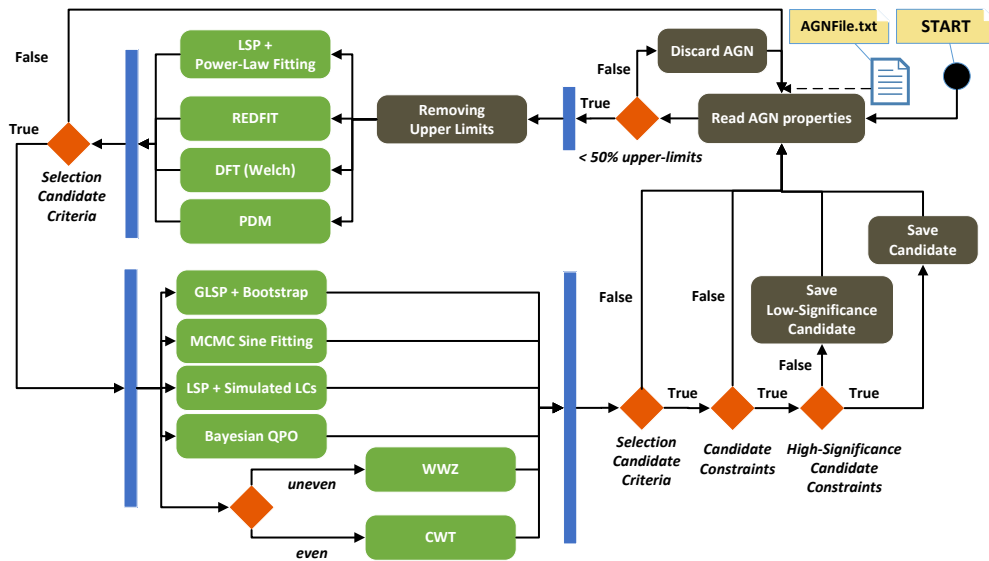 AGNFile.txt
START
False
LSP +
Power-Law Fitting
Discard AGN
False
True
True
REDFIT
Removing
Upper Limits
Read AGN properties
True
< 50% upper-limits
DFT (Welch)
Selection
Candidate
Criteria
PDM
Save
Candidate
GLSP + Bootstrap
False
False
Save
Low-Significance
Candidate
MCMC Sine Fitting
False
LSP + Simulated LCs
True
True
True
Bayesian QPO
Selection
Candidate
Criteria
Candidate
Constraints
High-Significance
Candidate
Constraints
WWZ
uneven
CWT
even